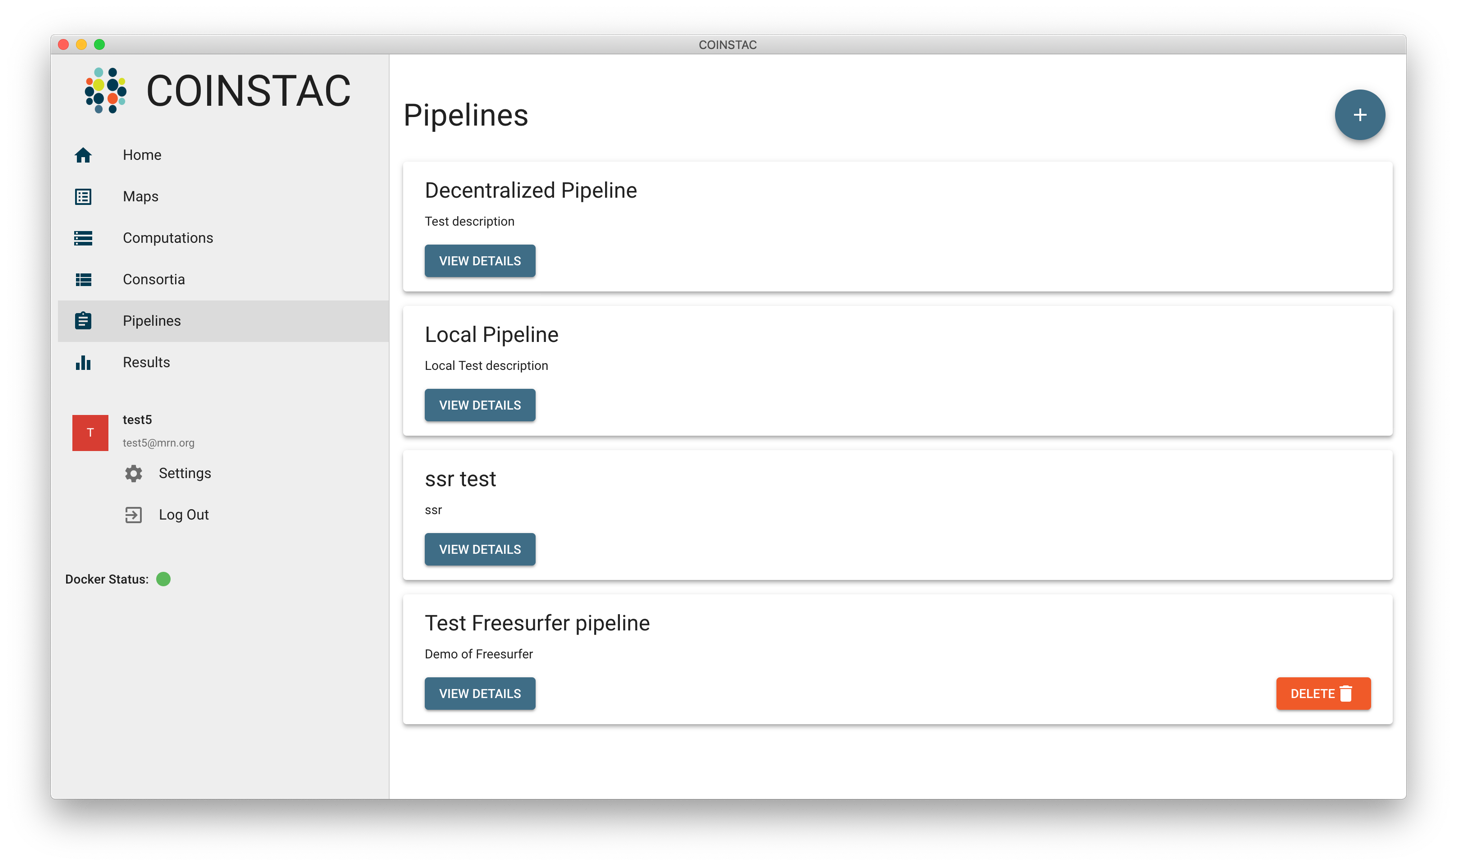 COINSTAC
COINSTAC
Home
Maps
Computations
Consortia
Pipelines
Results
T
test5
test5@mrn.org
Settings
Log Out
Docker Status:
Pipelines
+
Decentralized Pipeline
Test description
VIEW DETAILS
Local Pipeline
Local Test description
VIEW DETAILS
ssr test
ssr
VIEW DETAILS
Test Freesurfer pipeline
Demo of Freesurfer
VIEW DETAILS
DELETE